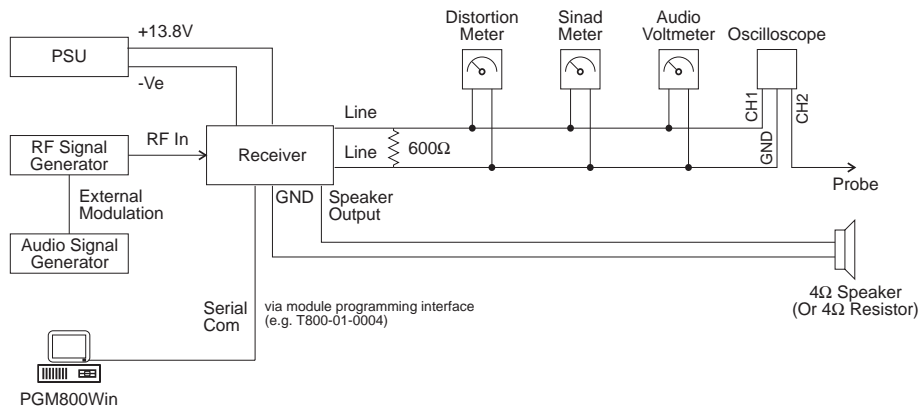 Distortion
Meter
Sinad
Meter
Audio
Voltmeter
Oscilloscope
+13.8V
PSU
-Ve
CH1
GND
CH2
Line
RF In
RF Signal
Generator
Receiver
Line
600Ω
Probe
External
Modulation
GND
Speaker
Output
Audio Signal
Generator
4Ω Speaker
(Or 4Ω Resistor)
Serial
Com
via module programming interface
(e.g. T800-01-0004)
PGM800Win